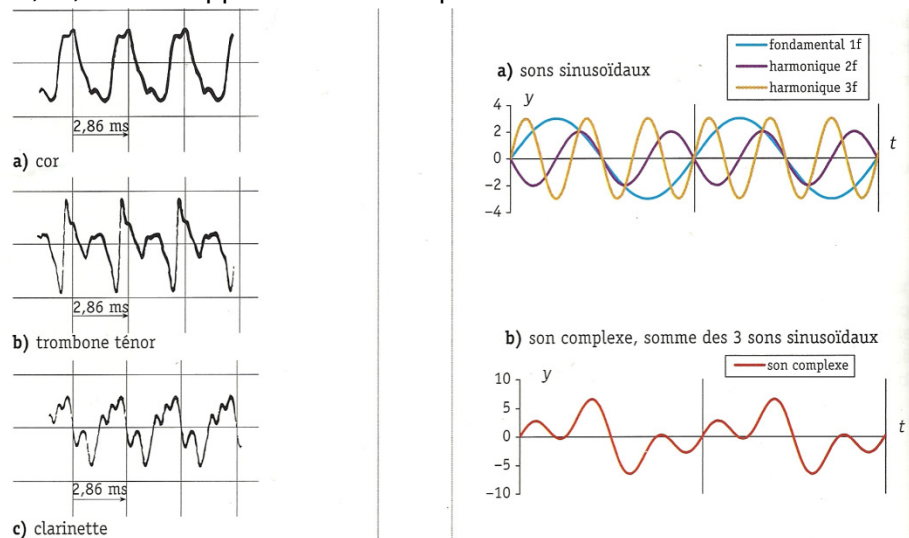 2,86 ms
a) cor
2,86 ms
b) trombone ténor
2,86 ms
c) clarinette
fondamental 1f
harmonique 2f
harmonique 3f
a) sons sinusoïdaux
y
4
2
0
−2
−4
t
b) son complexe, somme des 3 sons sinusoïdaux
son complexe
y
10
5
0
−5
−10
t